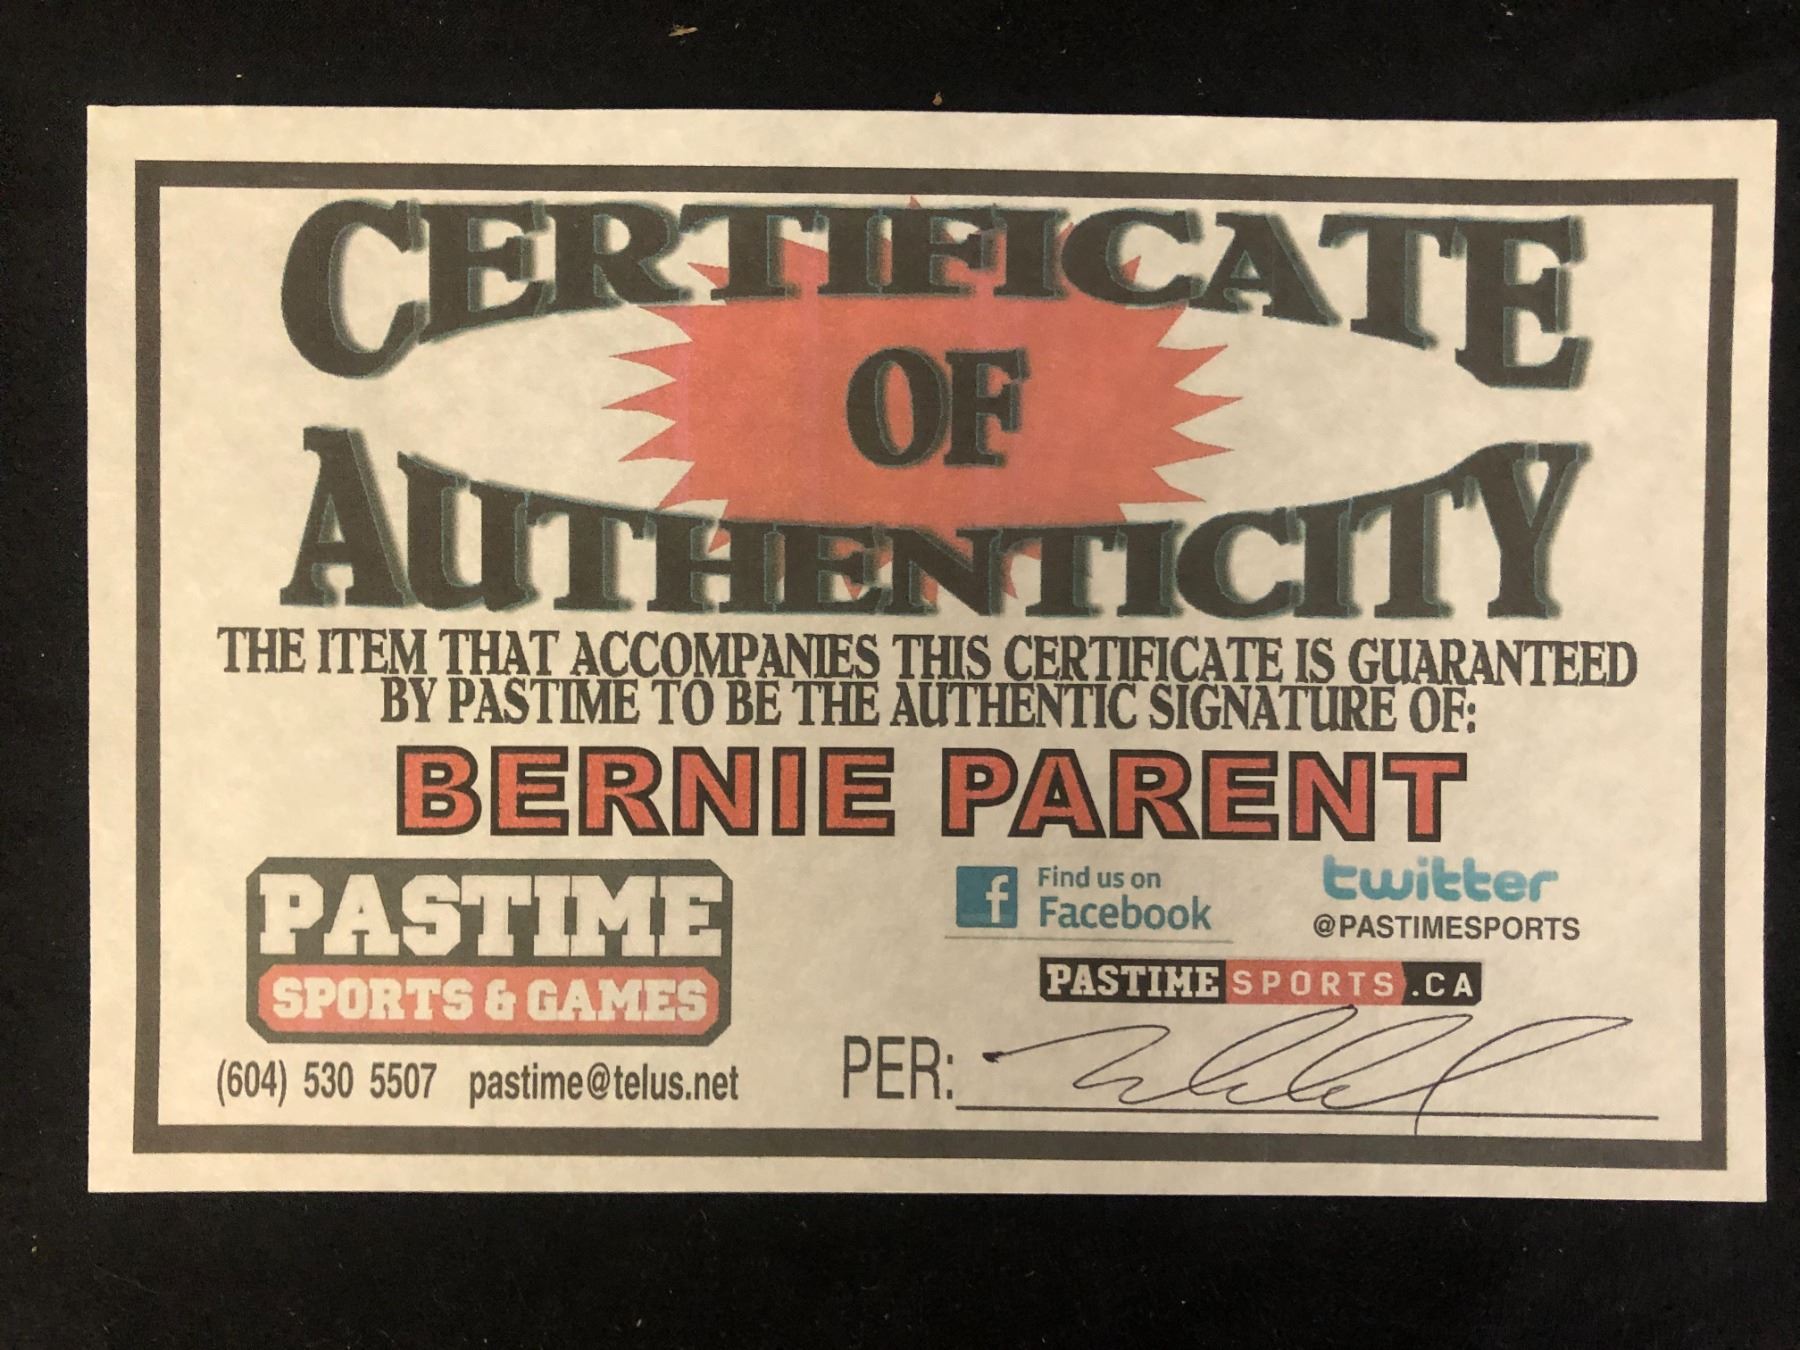 CERTIFICATE
OF
AUTHENTICITY
THE ITEM THAT ACCOMPANIES THIS CERTIFICATE IS GUARANTEED
BY PASTIME TO BE THE AUTHENTIC SIGNATURE OF:
BERNIE PARENT
PASTIME
SPORTS & GAMES
(604) 530 5507 pastime@telus.net
f Find us on
Facebook
twitter
@PASTIMESPORTS
PASTIMESPORTS.CA
PER: